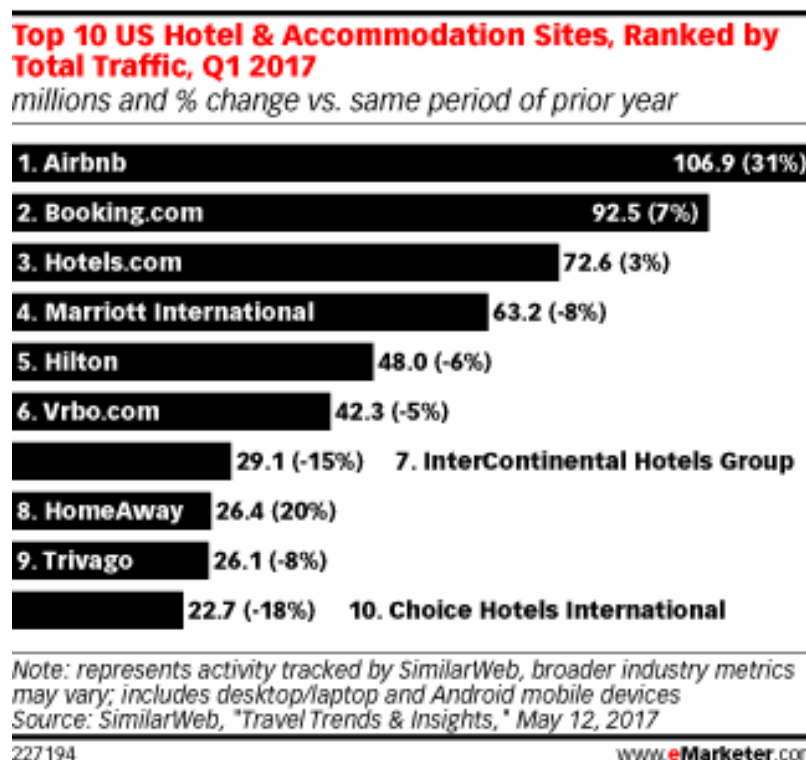 Top 10 US Hotel & Accommodation Sites, Ranked by
Total Traffic, Q1 2017
millions and % change vs. same period of prior year
1. Airbnb 106.9 (31%)
2. Booking.com 92.5 (7%)
3. Hotels.com 72.6 (3%)
4. Marriott International 63.2 (-8%)
5. Hilton 48.0 (-6%)
6. Vrbo.com 42.3 (-5%)
29.1 (-15%) 7. InterContinental Hotels Group
8. HomeAway 26.4 (20%)
9. Trivago 26.1 (-8%)
22.7 (-18%) 10. Choice Hotels International
Note: represents activity tracked by SimilarWeb, broader industry metrics
may vary; includes desktop/laptop and Android mobile devices
Source: SimilarWeb, "Travel Trends & Insights," May 12, 2017
227194 www.eMarketer.com